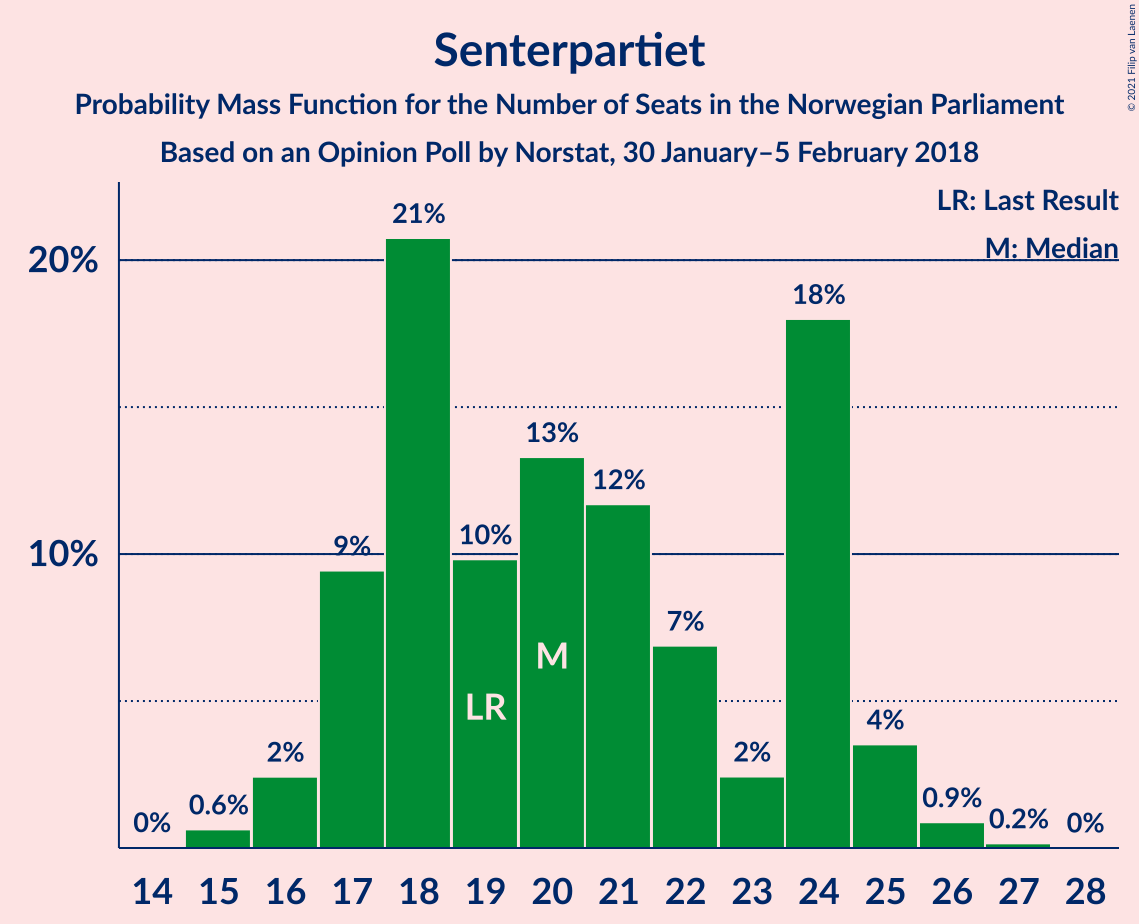 Senterpartiet
Probability Mass Function for the Number of Seats in the Norwegian Parliament
Based on an Opinion Poll by Norstat, 30 January–5 February 2018
© 2021 Filip van Laenen
LR: Last Result
M: Median
20%
10%
0%
0.6%
2%
9%
21%
10%
13%
12%
7%
2%
18%
4%
0.9%
0.2%
0%
LR
M
14 15 16 17 18 19 20 21 22 23 24 25 26 27 28